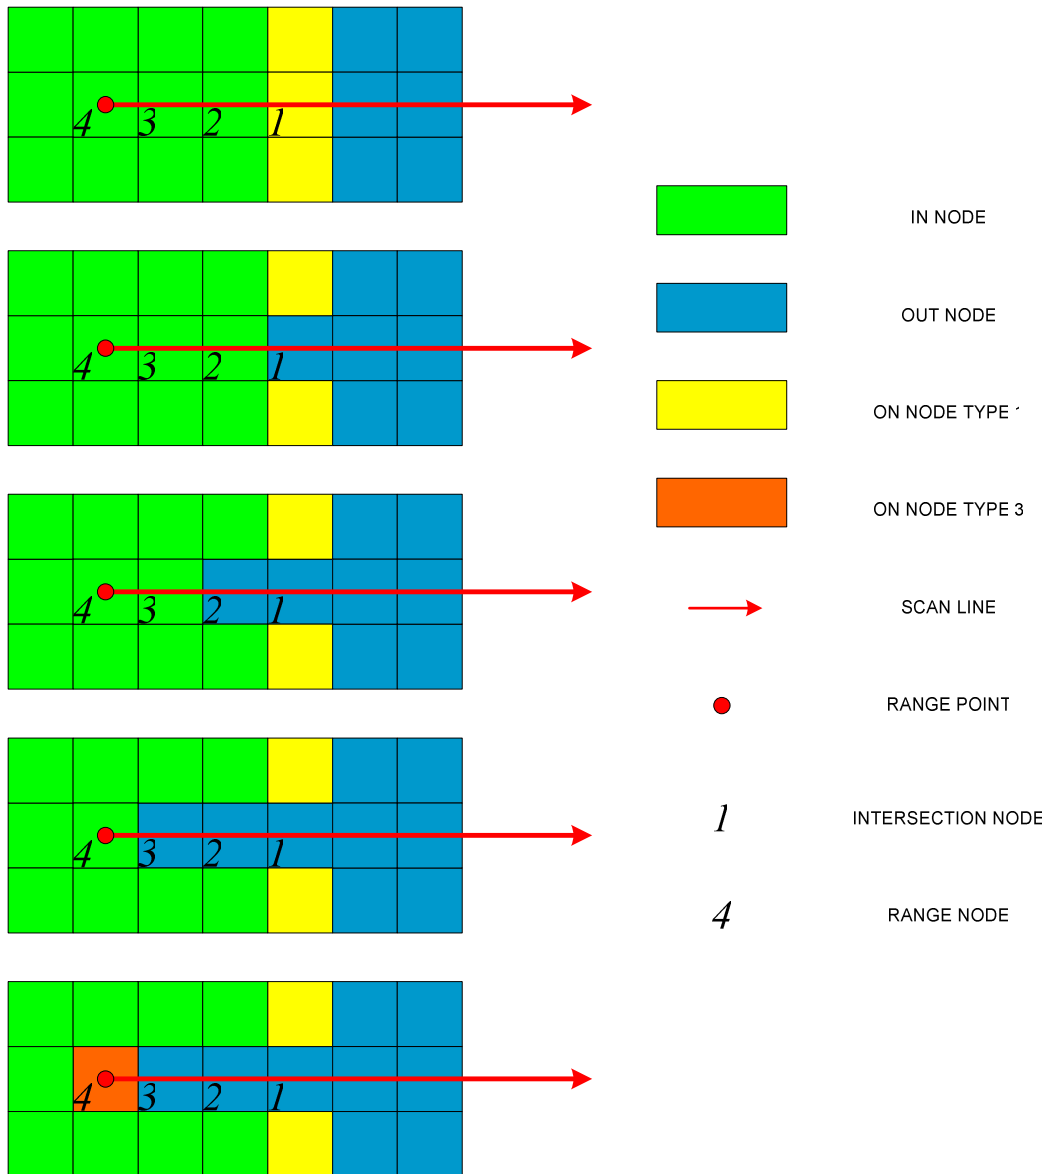 4 3 2 1
IN NODE
OUT NODE
4 3 2 1
ON NODE TYPE
ON NODE TYPE 3
4 3 2 1
SCAN LINE
RANGE POINT
1 INTERSECTION NODE
4 3 2 1
4 RANGE NODE
4 3 2 1